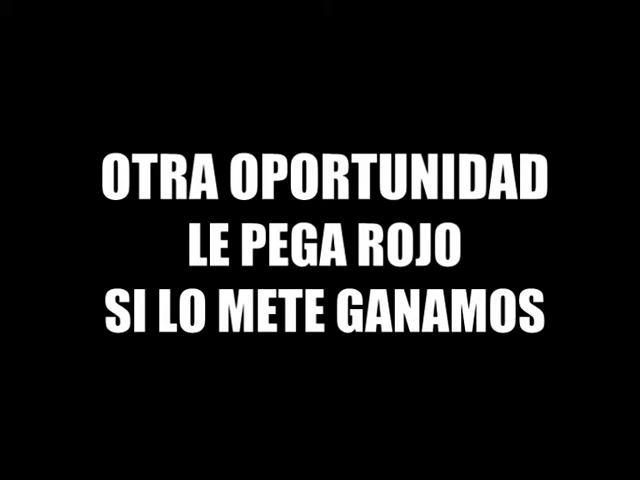 OTRA OPORTUNIDAD
LE PEGA ROJO
SI LO METE GANAMOS